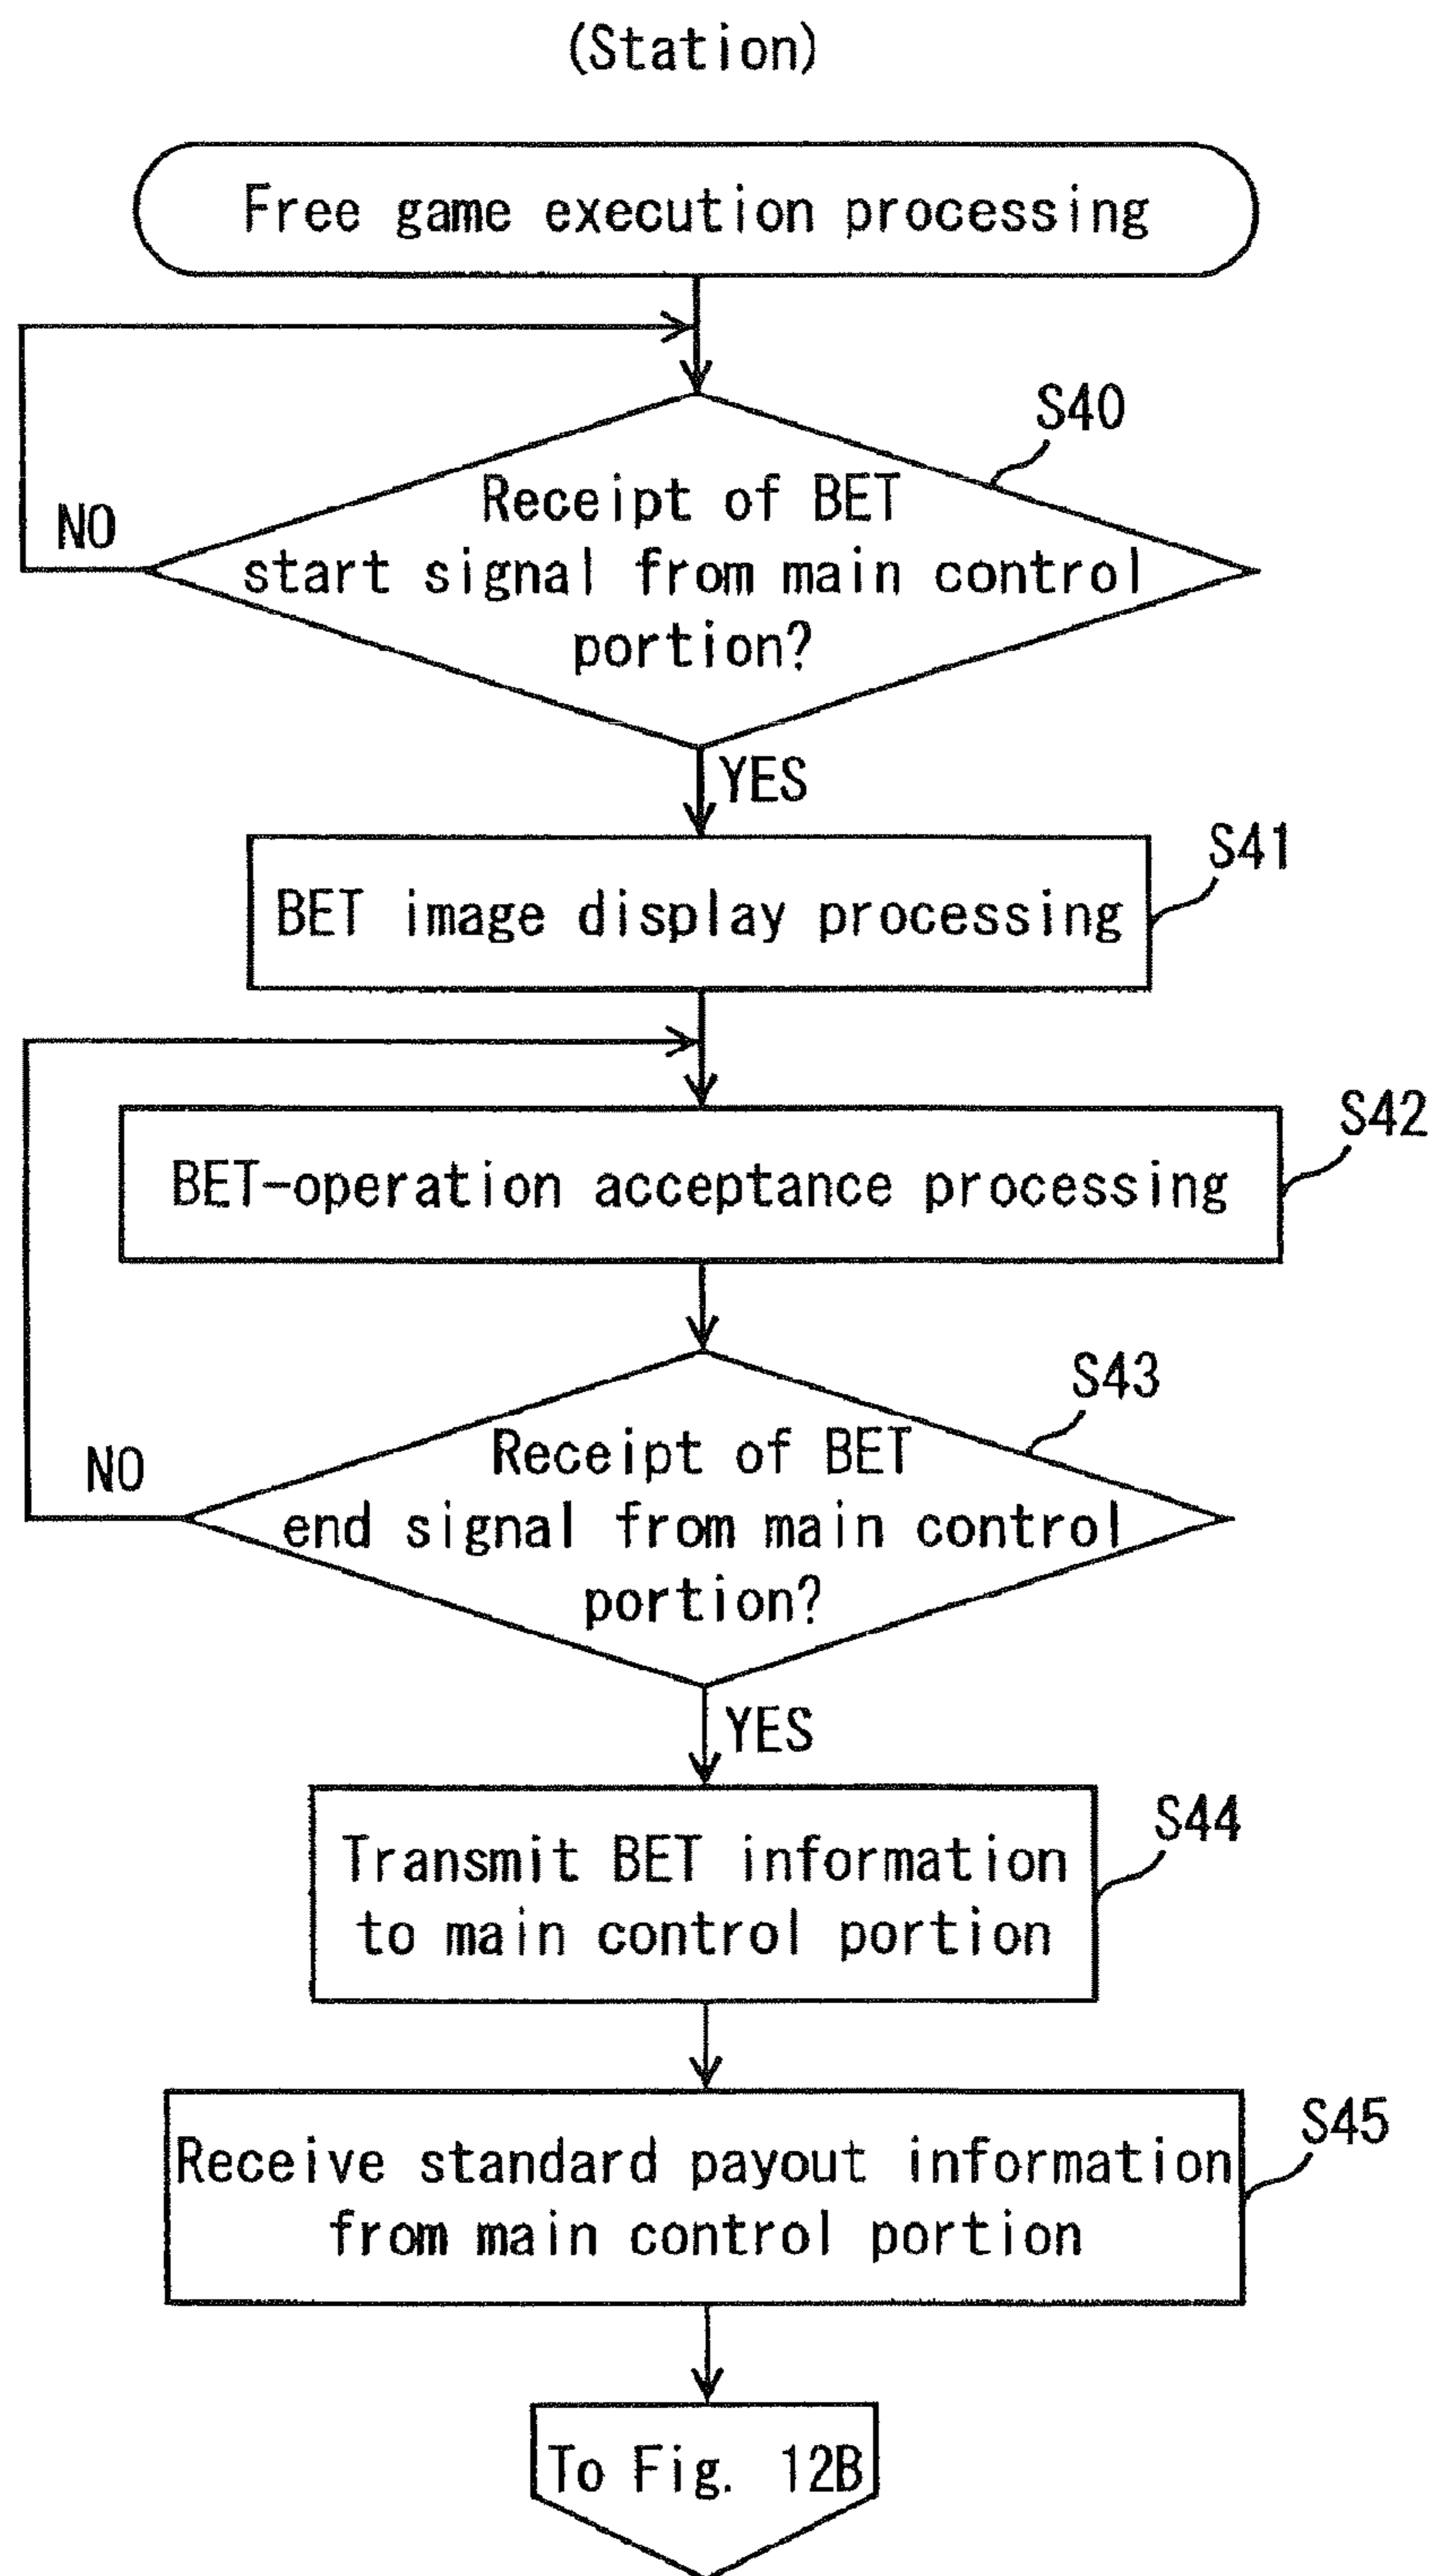 (Station)
Free game execution processing
S40
Receipt of BET
NO
start signal from main control
portion?
YES
S41
BET image display processing
S42
BET-operation acceptance processing
S43
Receipt of BET
NO
end signal from main control
portion?
YES
S44
Transmit BET information
to main control portion
S45
Receive standard payout information
from main control portion
To Fig. 12B